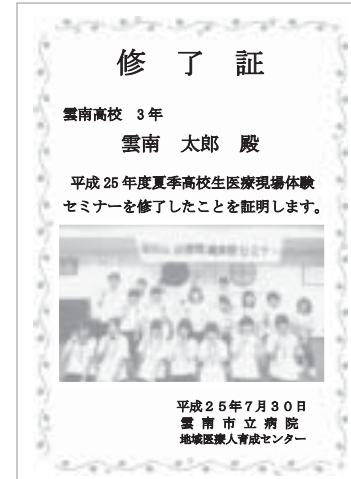 修了証
雲南高校 3年
雲南 太郎 殿
平成25年度夏季高校生医療現場体験
セミナーを修了したことを証明します。
平成25年7月30日
雲南市立病院
地域医療人育成センター